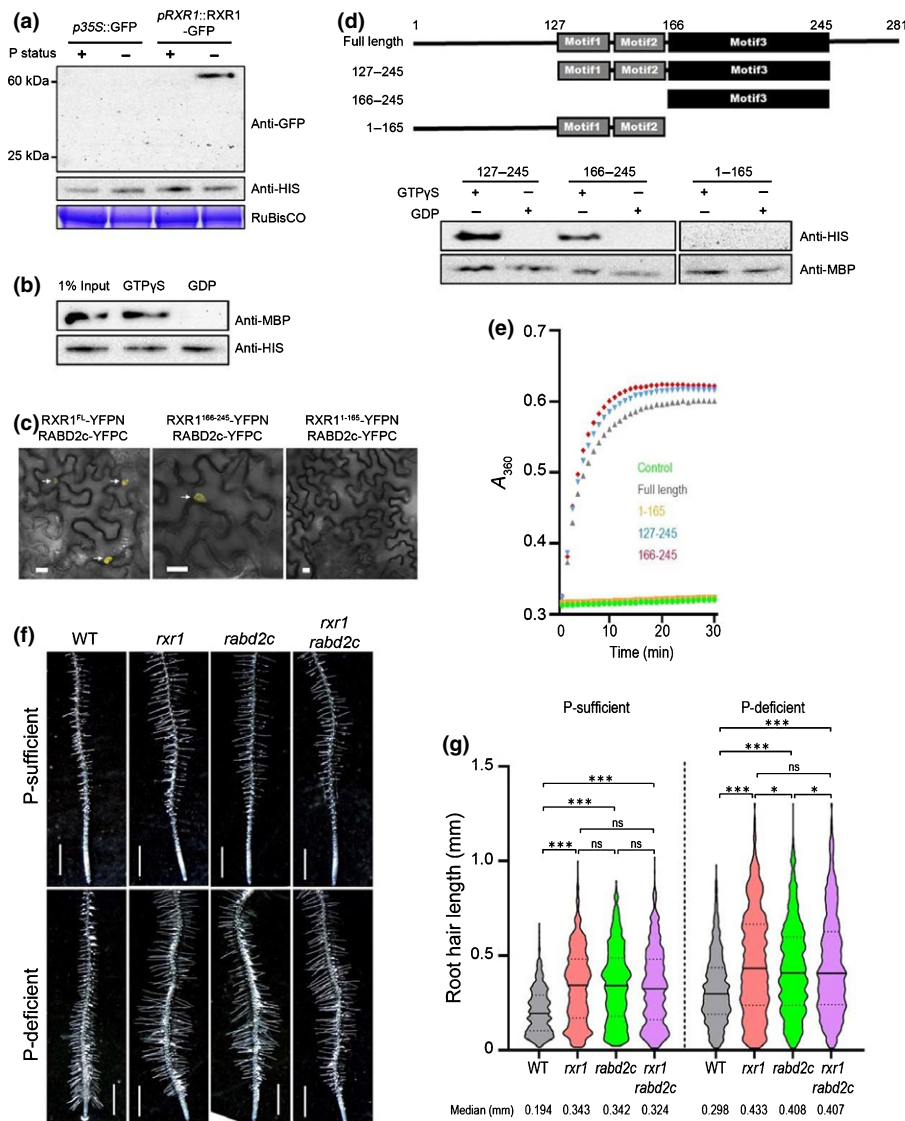 (a)
p35S::GFP
pRXR1::RXR1
-GFP
P status + − + −
60 kDa
Anti-GFP
25 kDa
Anti-HIS
RuBisCO
(b)
1% Input GTPγS GDP
Anti-MBP
Anti-HIS
(c)
RXR1FL-YFPN
RABD2c-YFPC
RXR1166-245-YFPN
RABD2c-YFPC
RXR11-165-YFPN
RABD2c-YFPC
(d)
1 127 166 245 281
Full length Motif1 Motif2 Motif3
127–245 Motif1 Motif2 Motif3
166–245 Motif3
1–165 Motif1 Motif2
127–245 166–245 1–165
GTPγS + − + − + −
GDP − + − + − +
Anti-HIS
Anti-MBP
(e)
A360
0.7
0.6
0.5
0.4
0.3
0 10 20 30
Time (min)
Control
Full length
1-165
127-245
166-245
(f)
WT rxr1 rabd2c rxr1
rabd2c
P-sufficient
P-deficient
(g)
P-sufficient P-deficient
Root hair length (mm)
1.5
1
0.5
0
***
***
ns
*** ns ns
***
***
ns
*** * *
WT rxr1 rabd2c rxr1
rabd2c
WT rxr1 rabd2c rxr1
rabd2c
Median (mm) 0.194 0.343 0.342 0.324 0.298 0.433 0.408 0.407